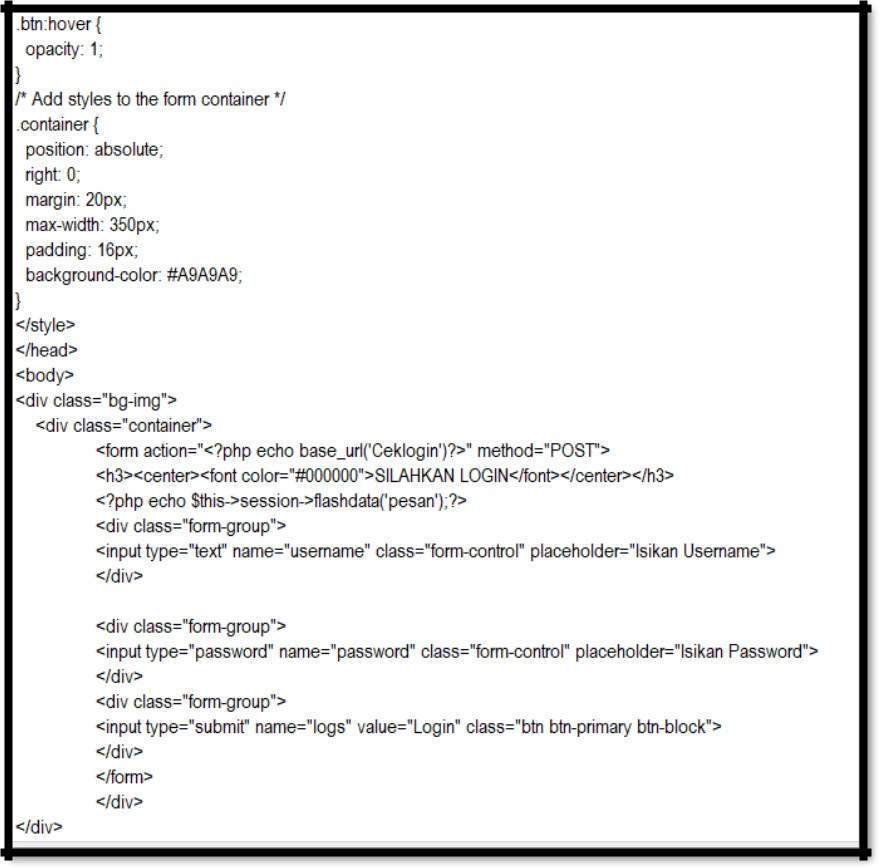 .btn:hover {
opacity: 1;
}
/* Add styles to the form container */
.container {
position: absolute;
right: 0;
margin: 20px;
max-width: 350px;
padding: 16px;
background-color: #A9A9A9;
}
</style>
</head>
<body>
<div class="bg-img">
<div class="container">
<form action="<?php echo base_url('Ceklogin')?>" method="POST">
<h3><center><font color="#000000">SILAHKAN LOGIN</font></center></h3>
<?php echo $this->session->flashdata('pesan');?>
<div class="form-group">
<input type="text" name="username" class="form-control" placeholder="Isikan Username">
</div>
<div class="form-group">
<input type="password" name="password" class="form-control" placeholder="Isikan Password">
</div>
<div class="form-group">
<input type="submit" name="logs" value="Login" class="btn btn-primary btn-block">
</div>
</form>
</div>
</div>